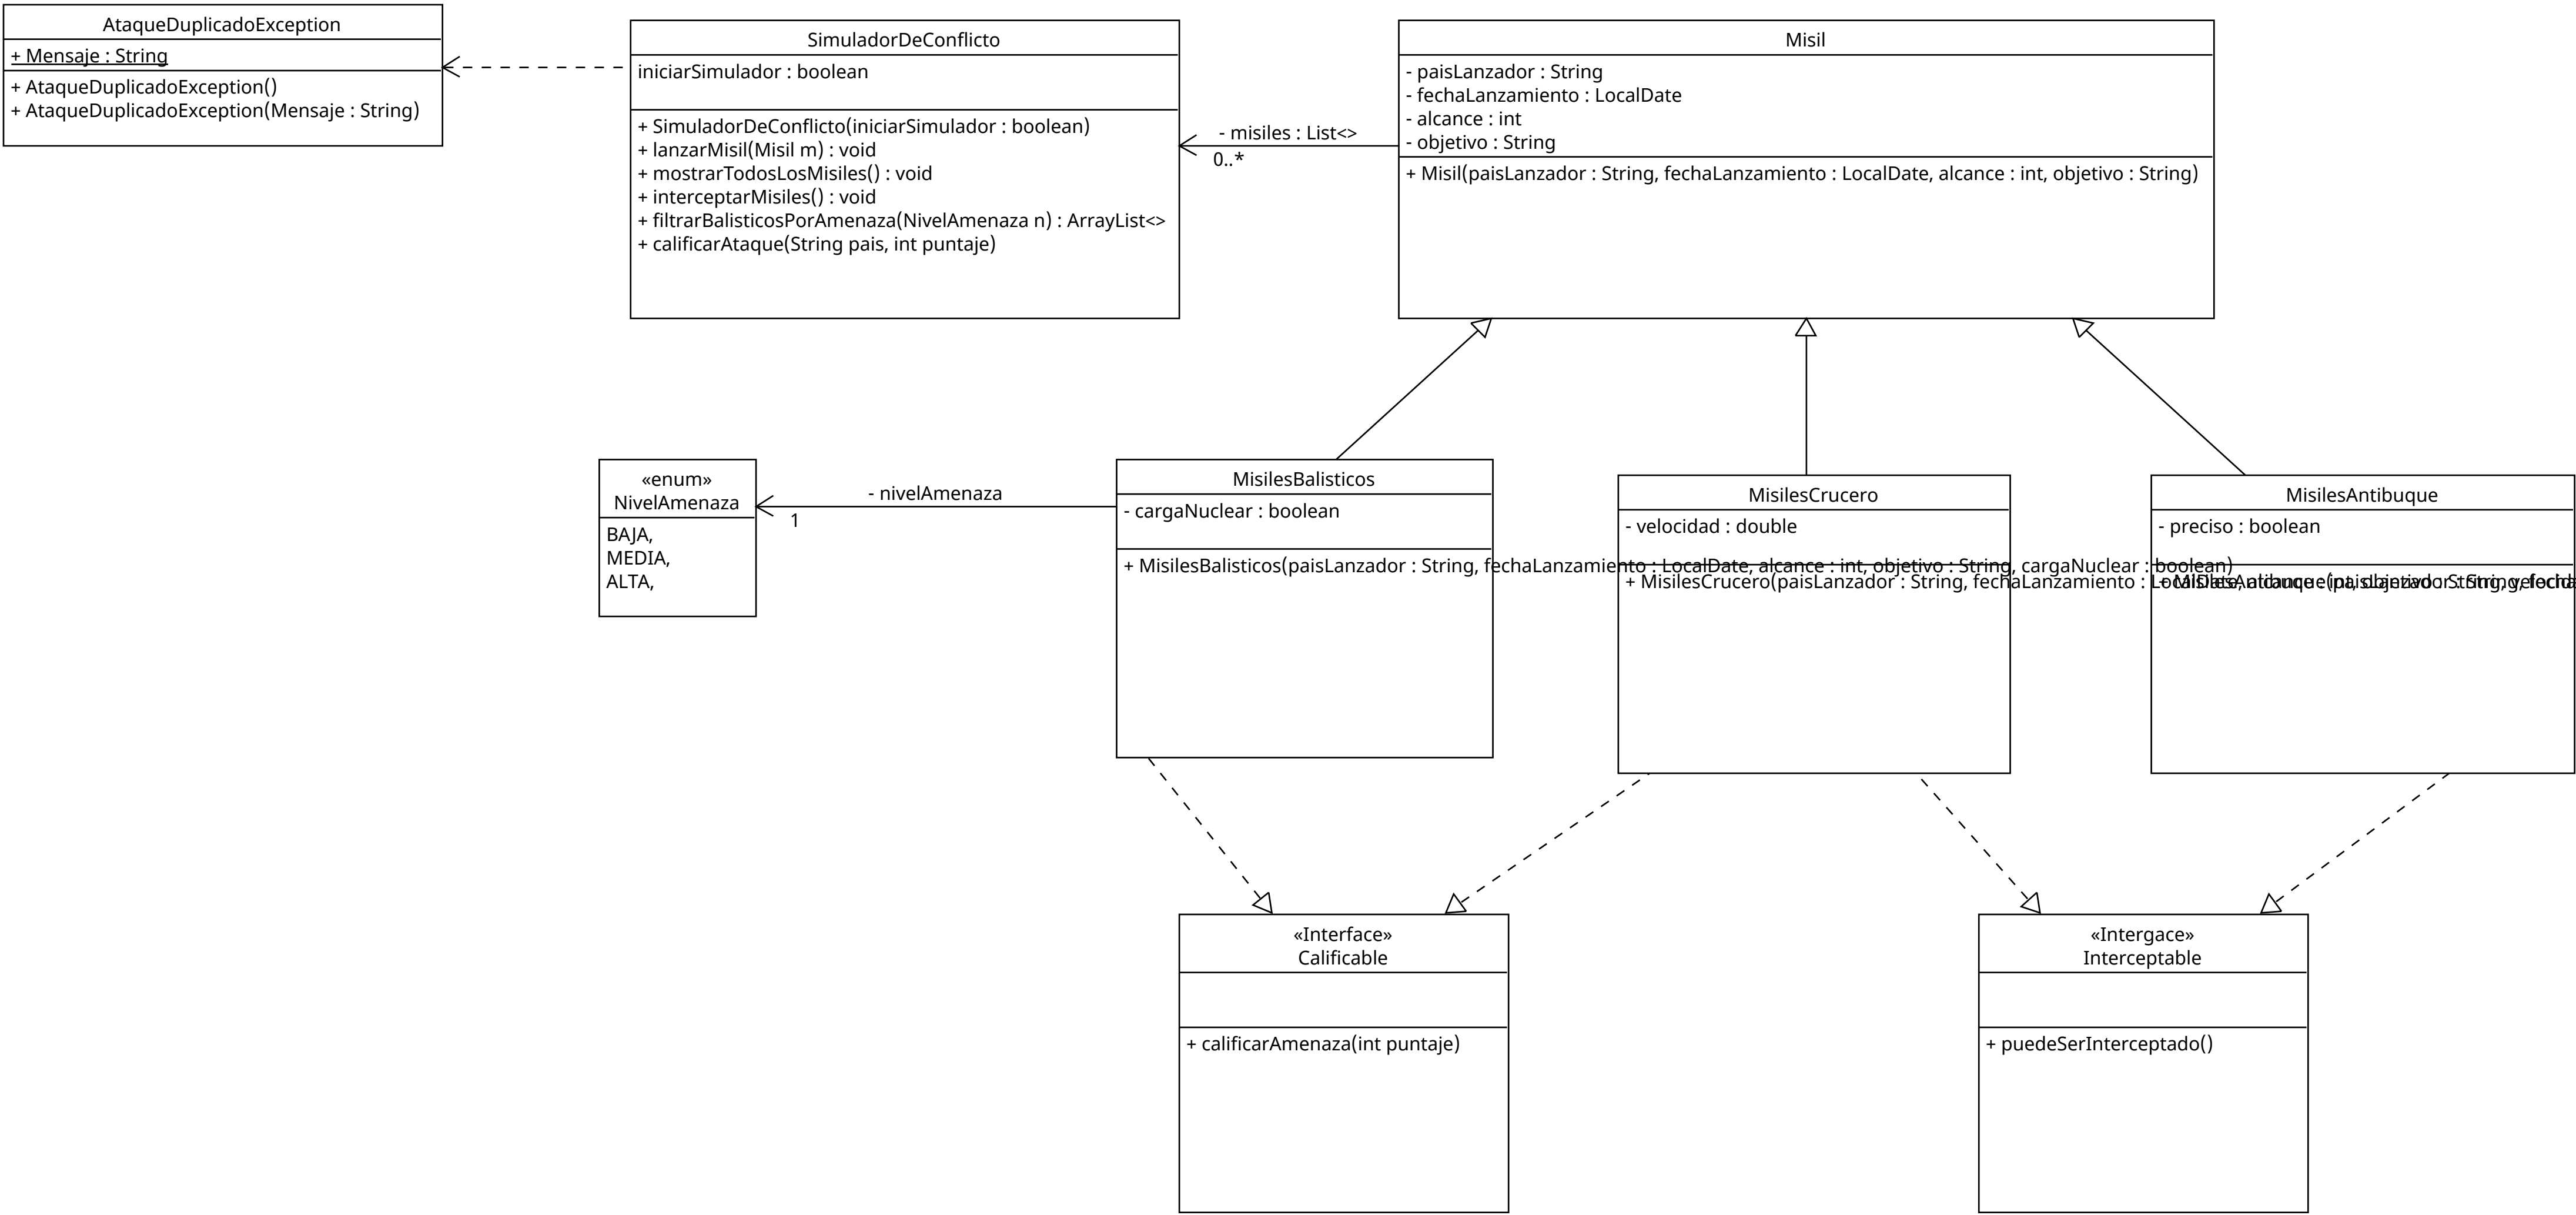 AtaqueDuplicadoException
+ Mensaje : String
+ AtaqueDuplicadoException()
+ AtaqueDuplicadoException(Mensaje : String)
SimuladorDeConflicto
iniciarSimulador : boolean
+ SimuladorDeConflicto(iniciarSimulador : boolean)
+ lanzarMisil(Misil m) : void
+ mostrarTodosLosMisiles() : void
+ interceptarMisiles() : void
+ filtrarBalisticosPorAmenaza(NivelAmenaza n) : ArrayList<>
+ calificarAtaque(String pais, int puntaje)
- misiles : List<>
0..*
Misil
- paisLanzador : String
- fechaLanzamiento : LocalDate
- alcance : int
- objetivo : String
+ Misil(paisLanzador : String, fechaLanzamiento : LocalDate, alcance : int, objetivo : String)
«enum»
NivelAmenaza
BAJA,
MEDIA,
ALTA,
- nivelAmenaza
1
MisilesBalisticos
- cargaNuclear : boolean
+ MisilesBalisticos(paisLanzador : String, fechaLanzamiento : LocalDate, alcance : int, objetivo : String, cargaNuclear : boolean)
MisilesCrucero
- velocidad : double
+ MisilesCrucero(paisLanzador : String, fechaLanzamiento :
MisilesAntibuque
- preciso : boolean
«Interface»
Calificable
+ calificarAmenaza(int puntaje)
«Intergace»
Interceptable
+ puedeSerInterceptado()